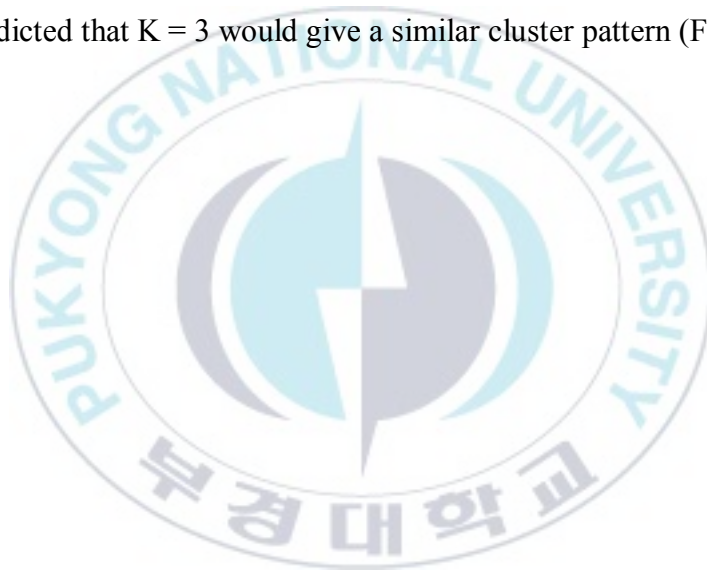 dicted that K = 3 would give a similar cluster pattern (F
PUKYONG NATIONAL UNIVERSITY
부경대학교